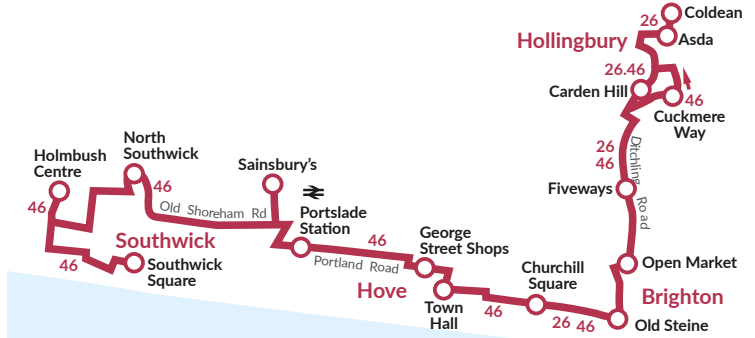 26
Coldean
Hollingbury
Asda
26.46
Carden Hill
46
Cuckmere
Way
26
46
Ditchling
Road
Fiveways
North
Southwick
Holmbush
Centre
Sainsbury's
46
46
Old Shoreham Rd
Portslade
Station
Southwick
46
Southwick
Square
46
Portland Road
George
Street Shops
Hove
Town
Hall
46
Churchill
Square
26 46
Open Market
Brighton
Old Steine